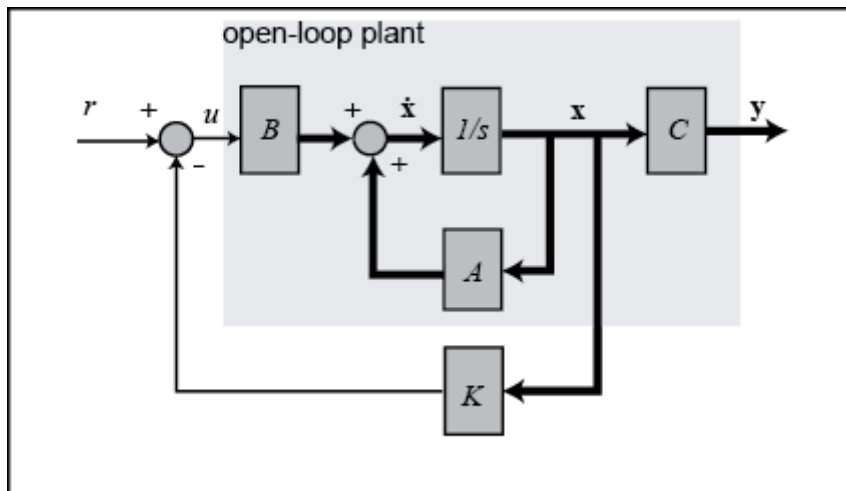 open-loop plant
r + u B + ẋ 1/s x C y
- +
A
K